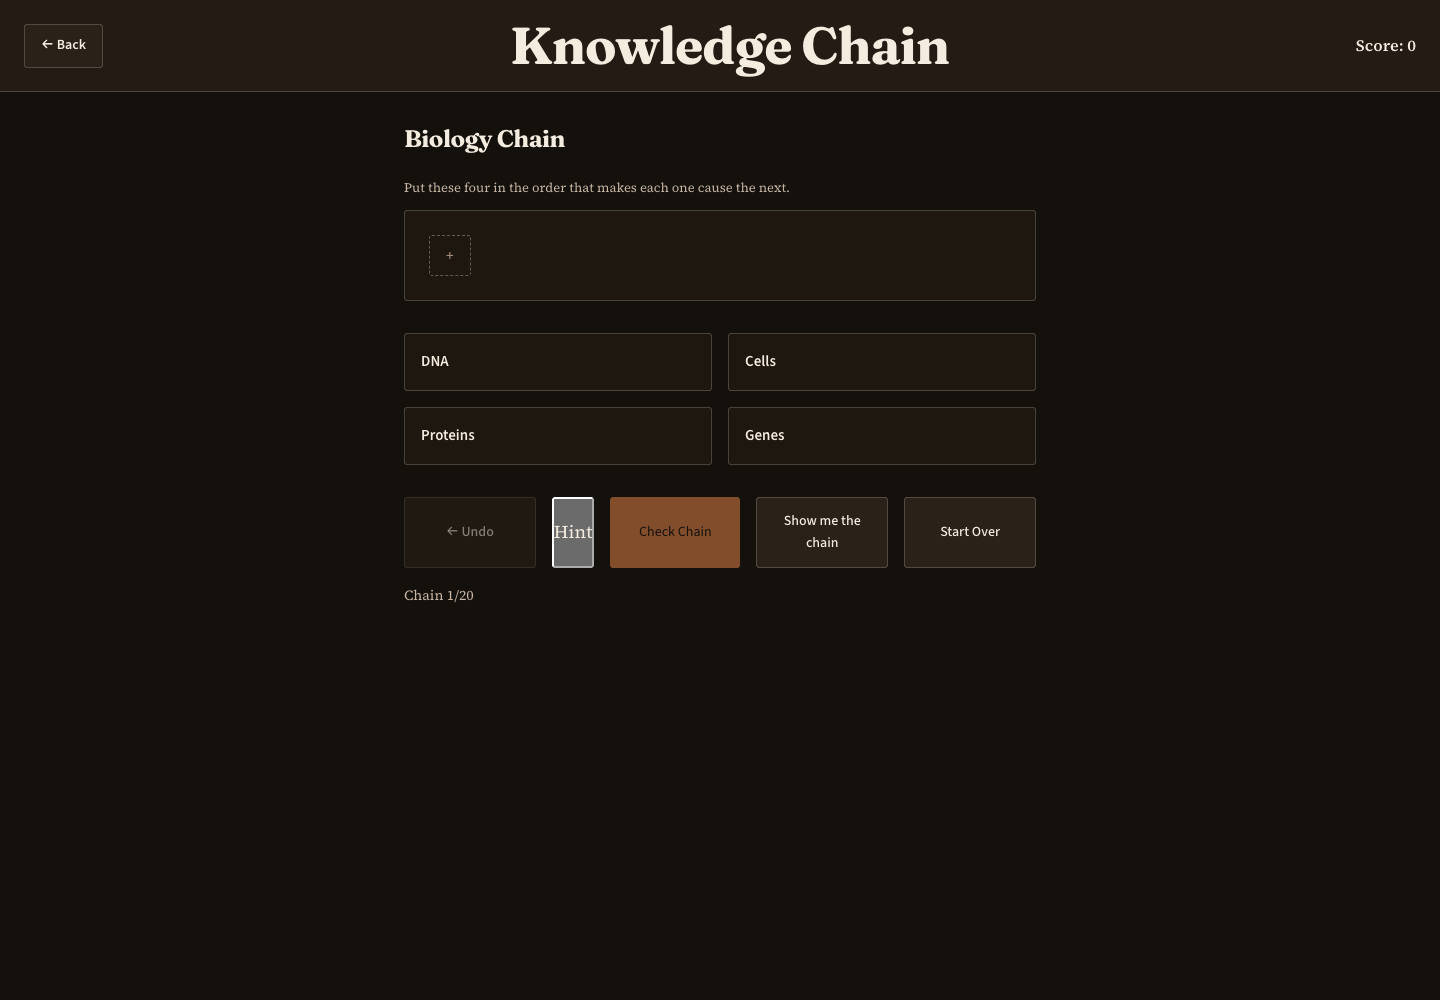 ← Back
Knowledge Chain
Score: 0
Biology Chain
Put these four in the order that makes each one cause the next.
+
DNA
Cells
Proteins
Genes
← Undo
Hint
Check Chain
Show me the
chain
Start Over
Chain 1/20